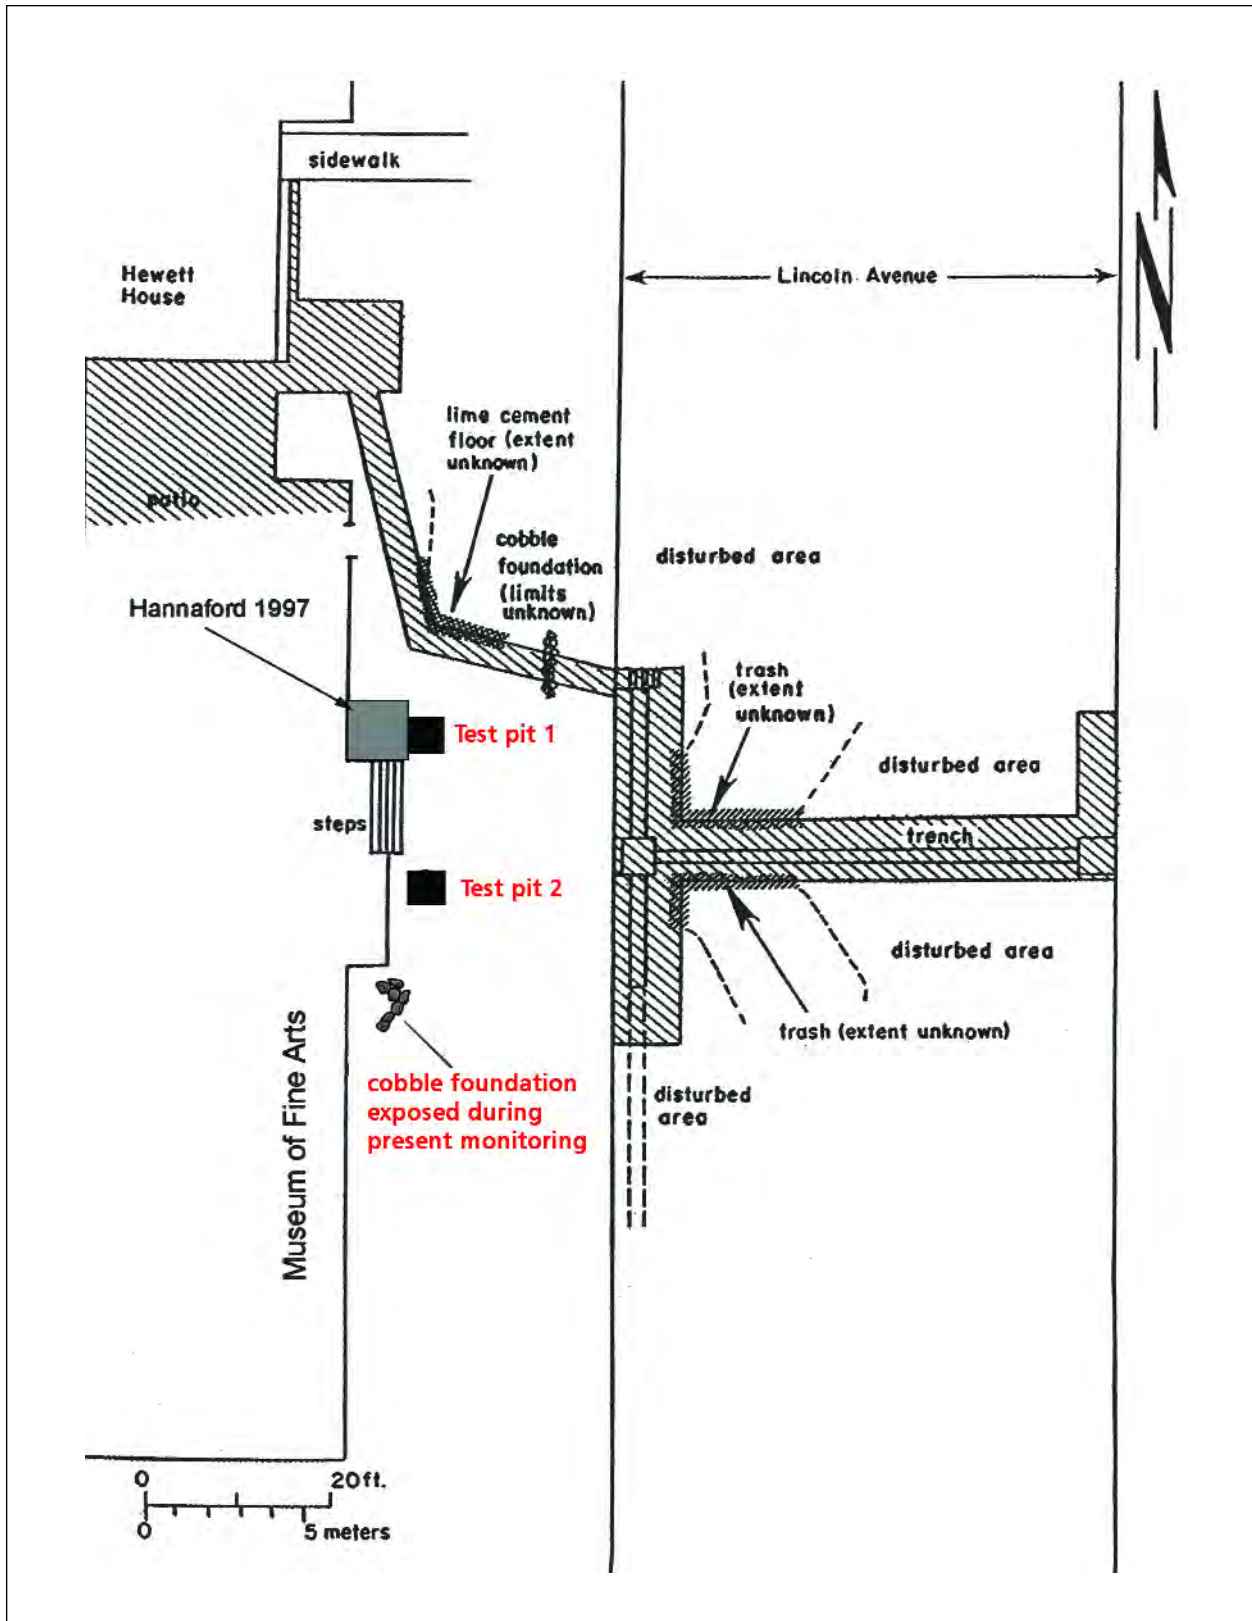 sidewalk
Hewett
House
Lincoln Avenue
N
lime cement
floor (extent
unknown)
patio
cobble
foundation
(limits
unknown)
disturbed area
Hannaford 1997
trash
(extent
unknown)
Test pit 1
disturbed area
steps
trench
Test pit 2
disturbed area
trash (extent unknown)
Museum of Fine Arts
cobble foundation
exposed during
present monitoring
disturbed
area
0 20 ft.
0 5 meters